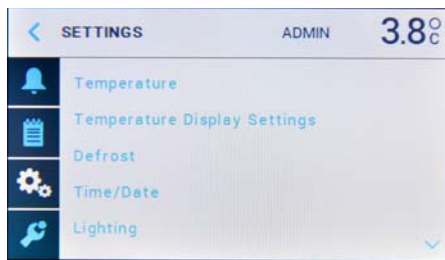 SETTINGS ADMIN 3.8°C
Temperature
Temperature Display Settings
Defrost
Time/Date
Lighting